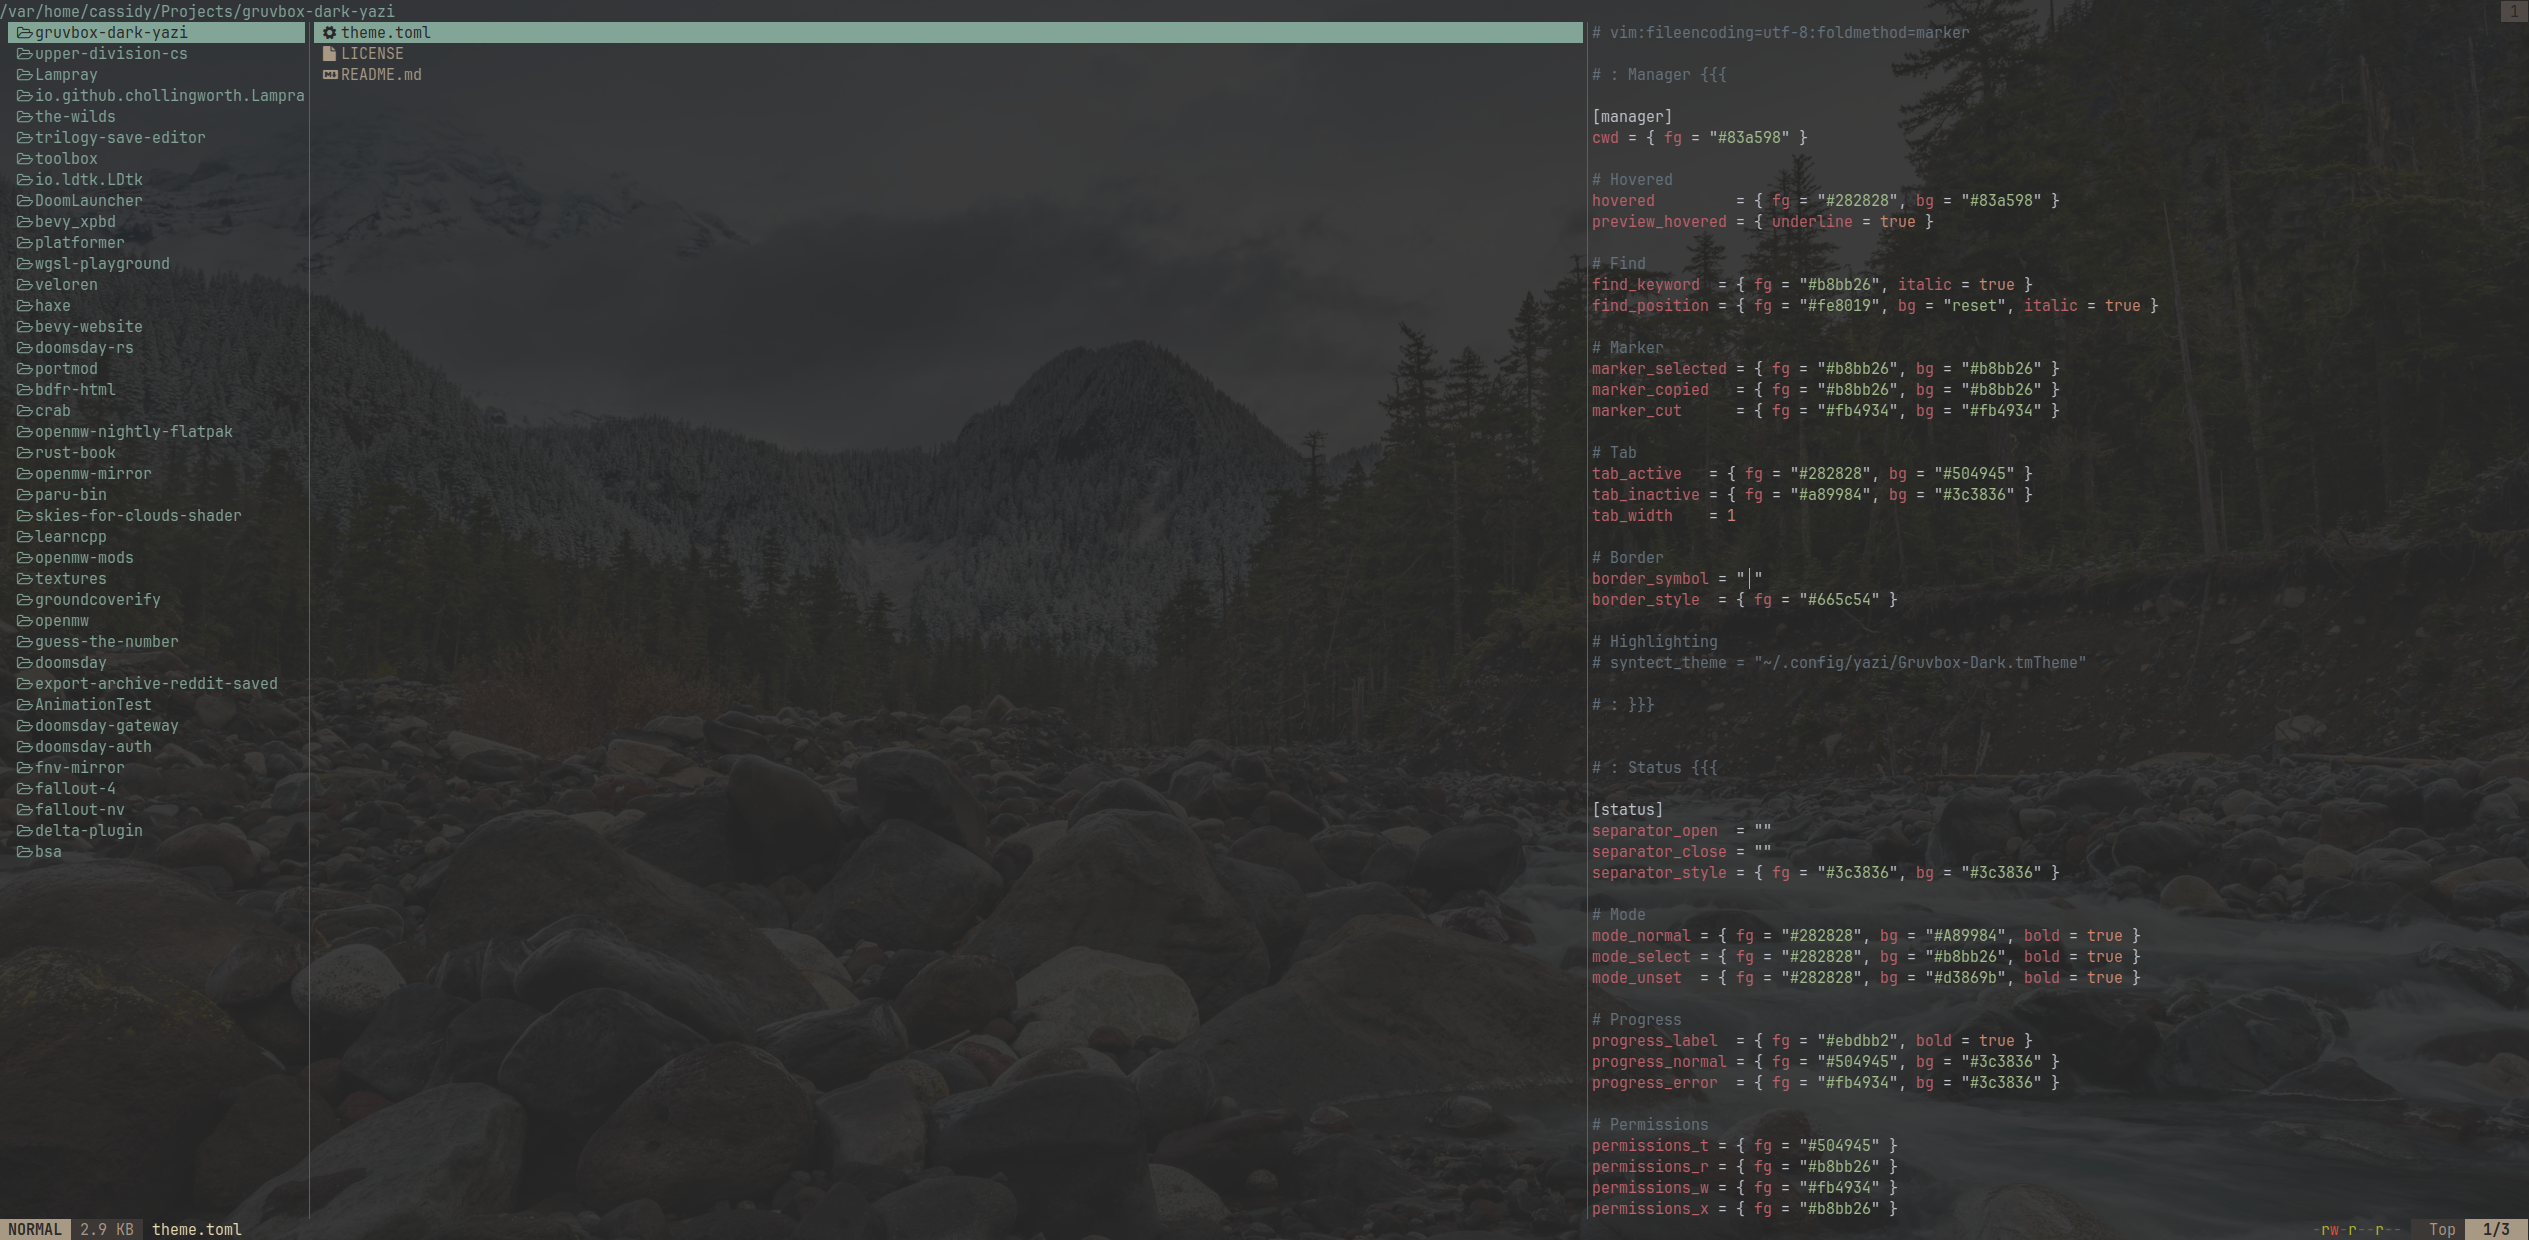 /var/home/cassidy/Projects/gruvbox-dark-yazi
1
gruvbox-dark-yazi
upper-division-cs
Lampray
io.github.chollingworth.Lampra
the-wilds
trilogy-save-editor
toolbox
io.ldtk.LDtk
DoomLauncher
bevy_xpbd
platformer
wgsl-playground
veloren
haxe
bevy-website
doomsday-rs
portmod
bdfr-html
crab
openmw-nightly-flatpak
rust-book
openmw-mirror
paru-bin
skies-for-clouds-shader
learncpp
openmw-mods
textures
groundcoverify
openmw
guess-the-number
doomsday
export-archive-reddit-saved
AnimationTest
doomsday-gateway
doomsday-auth
fnv-mirror
fallout-4
fallout-nv
delta-plugin
bsa
theme.toml
LICENSE
README.md
# vim:fileencoding=utf-8:foldmethod=marker
# : Manager {{{
[manager]
cwd = { fg = "#83a598" }
# Hovered
hovered         = { fg = "#282828", bg = "#83a598" }
preview_hovered = { underline = true }
# Find
find_keyword  = { fg = "#b8bb26", italic = true }
find_position = { fg = "#fe8019", bg = "reset", italic = true }
# Marker
marker_selected = { fg = "#b8bb26", bg = "#b8bb26" }
marker_copied   = { fg = "#b8bb26", bg = "#b8bb26" }
marker_cut      = { fg = "#fb4934", bg = "#fb4934" }
# Tab
tab_active   = { fg = "#282828", bg = "#504945" }
tab_inactive = { fg = "#a89984", bg = "#3c3836" }
tab_width    = 1
# Border
border_symbol = "│"
border_style  = { fg = "#665c54" }
# Highlighting
# syntect_theme = "~/.config/yazi/Gruvbox-Dark.tmTheme"
# : }}}
# : Status {{{
[status]
separator_open  = ""
separator_close = ""
separator_style = { fg = "#3c3836", bg = "#3c3836" }
# Mode
mode_normal = { fg = "#282828", bg = "#A89984", bold = true }
mode_select = { fg = "#282828", bg = "#b8bb26", bold = true }
mode_unset  = { fg = "#282828", bg = "#d3869b", bold = true }
# Progress
progress_label  = { fg = "#ebdbb2", bold = true }
progress_normal = { fg = "#504945", bg = "#3c3836" }
progress_error  = { fg = "#fb4934", bg = "#3c3836" }
# Permissions
permissions_t = { fg = "#504945" }
permissions_r = { fg = "#b8bb26" }
permissions_w = { fg = "#fb4934" }
permissions_x = { fg = "#b8bb26" }
NORMAL 2.9 KB theme.toml
-rw-r--r-- Top 1/3